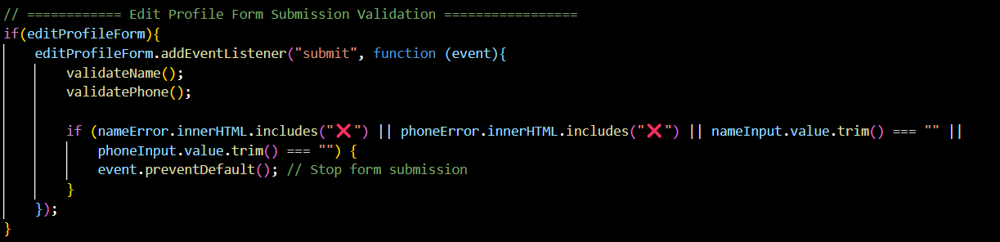 // ============ Edit Profile Form Submission Validation =================
if(editProfileForm){
    editProfileForm.addEventListener("submit", function (event){
        validateName();
        validatePhone();

        if (nameError.innerHTML.includes("❌") || phoneError.innerHTML.includes("❌") || nameInput.value.trim() === "" ||
            phoneInput.value.trim() === "") {
            event.preventDefault(); // Stop form submission
        }
    });
}